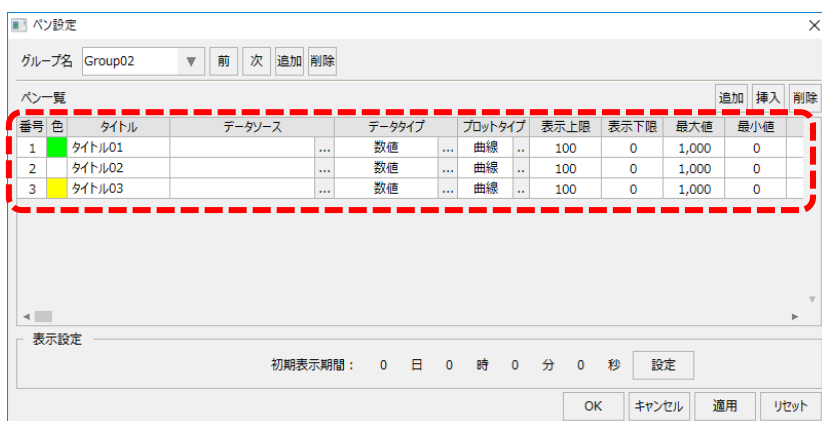 ペン設定
グループ名 Group02 前 次 追加 削除
ペン一覧 追加 挿入 削除
番号 色 タイトル データソース データタイプ プロットタイプ 表示上限 表示下限 最大値 最小値
1 タイトル01 ... 数値 ... 曲線 .. 100 0 1,000 0
2 タイトル02 ... 数値 ... 曲線 .. 100 0 1,000 0
3 タイトル03 ... 数値 ... 曲線 .. 100 0 1,000 0
表示設定
初期表示期間: 0 日 0 時 0 分 0 秒 設定
OK キャンセル 適用 リセット